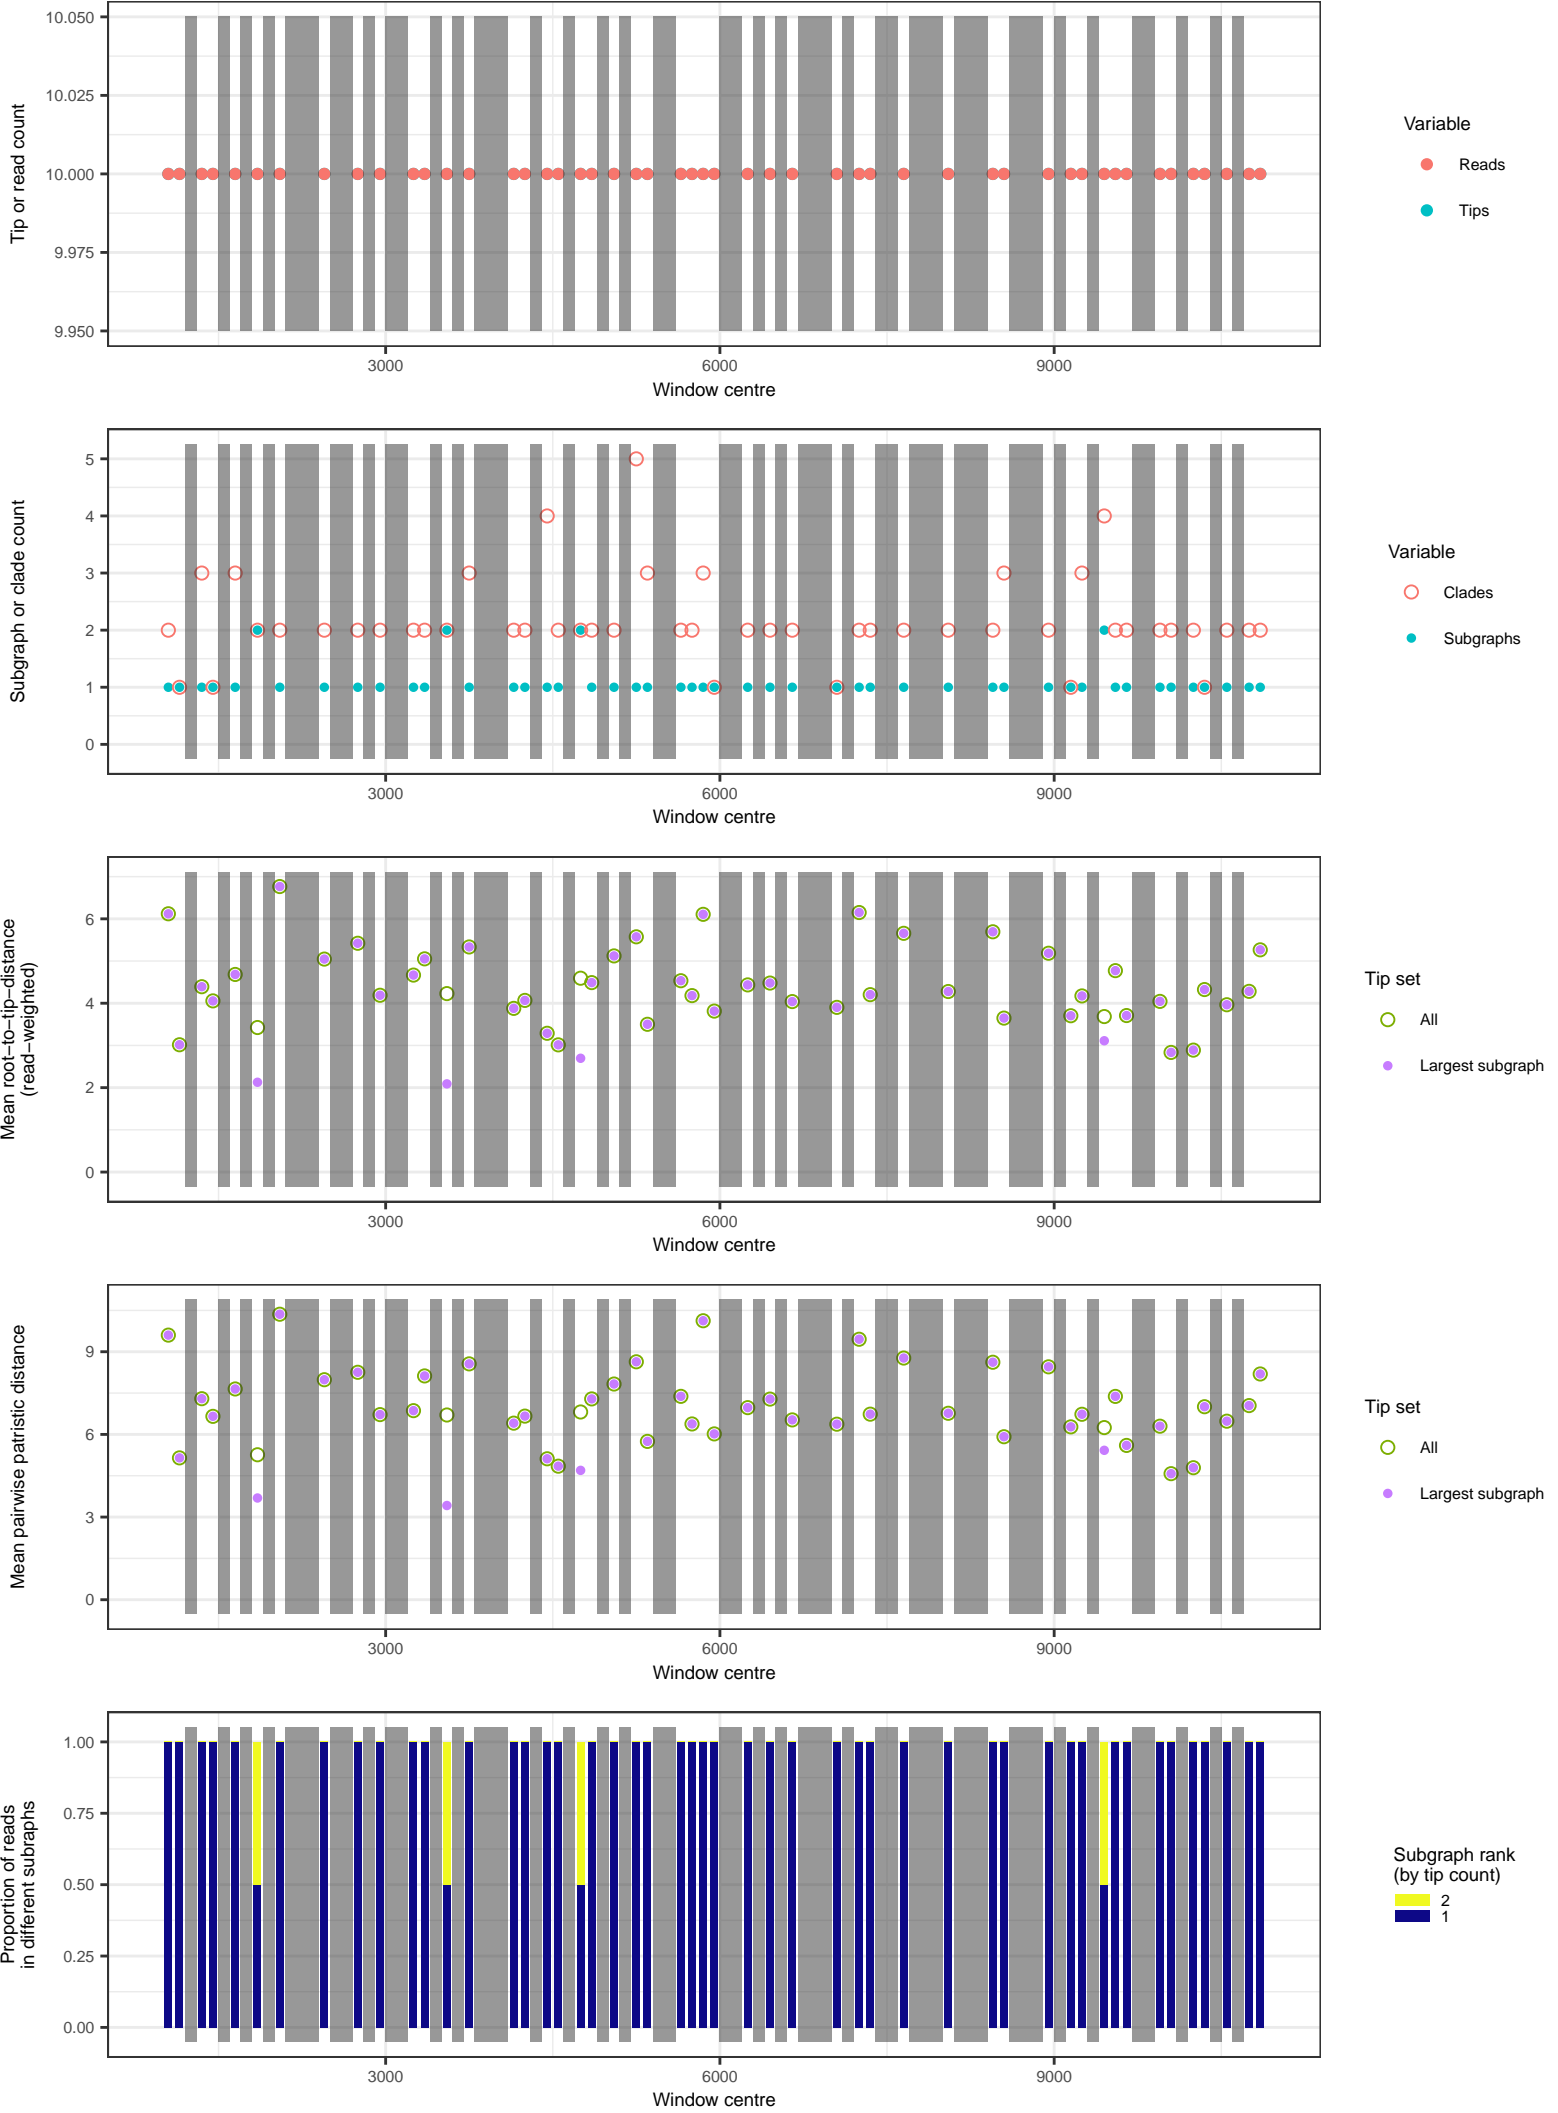 10.050
10.025
10.000
9.975
9.950
Tip or read count
3000 6000 9000
Window centre
Variable
Reads
Tips
5
4
3
2
1
0
Subgraph or clade count
3000 6000 9000
Window centre
Variable
Clades
Subgraphs
6
4
2
0
Mean root−to−tip−distance
(read−weighted)
3000 6000 9000
Window centre
Tip set
All
Largest subgraph
9
6
3
0
Mean pairwise patristic distance
3000 6000 9000
Window centre
Tip set
All
Largest subgraph
1.00
0.75
0.50
0.25
0.00
Proportion of reads
in different subraphs
3000 6000 9000
Window centre
Subgraph rank
(by tip count)
2
1